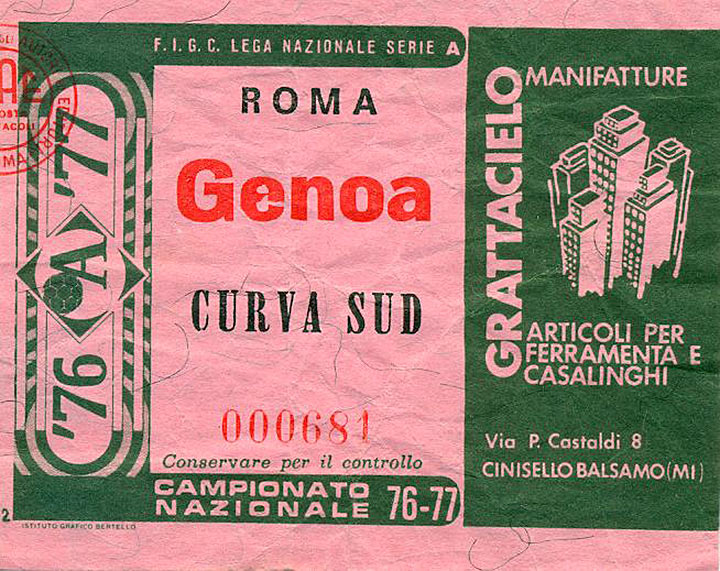 F.I.G.C. LEGA NAZIONALE SERIE A
ROMA
Genoa
CURVA SUD
000681
Conservare per il controllo
CAMPIONATO
NAZIONALE 76-77
'76 A '77
2
ISTITUTO GRAFICO BERTELLO
MANIFATTURE
GRATTACIELO
ARTICOLI PER
FERRAMENTA E
CASALINGHI
Via P. Castaldi 8
CINISELLO BALSAMO (MI)